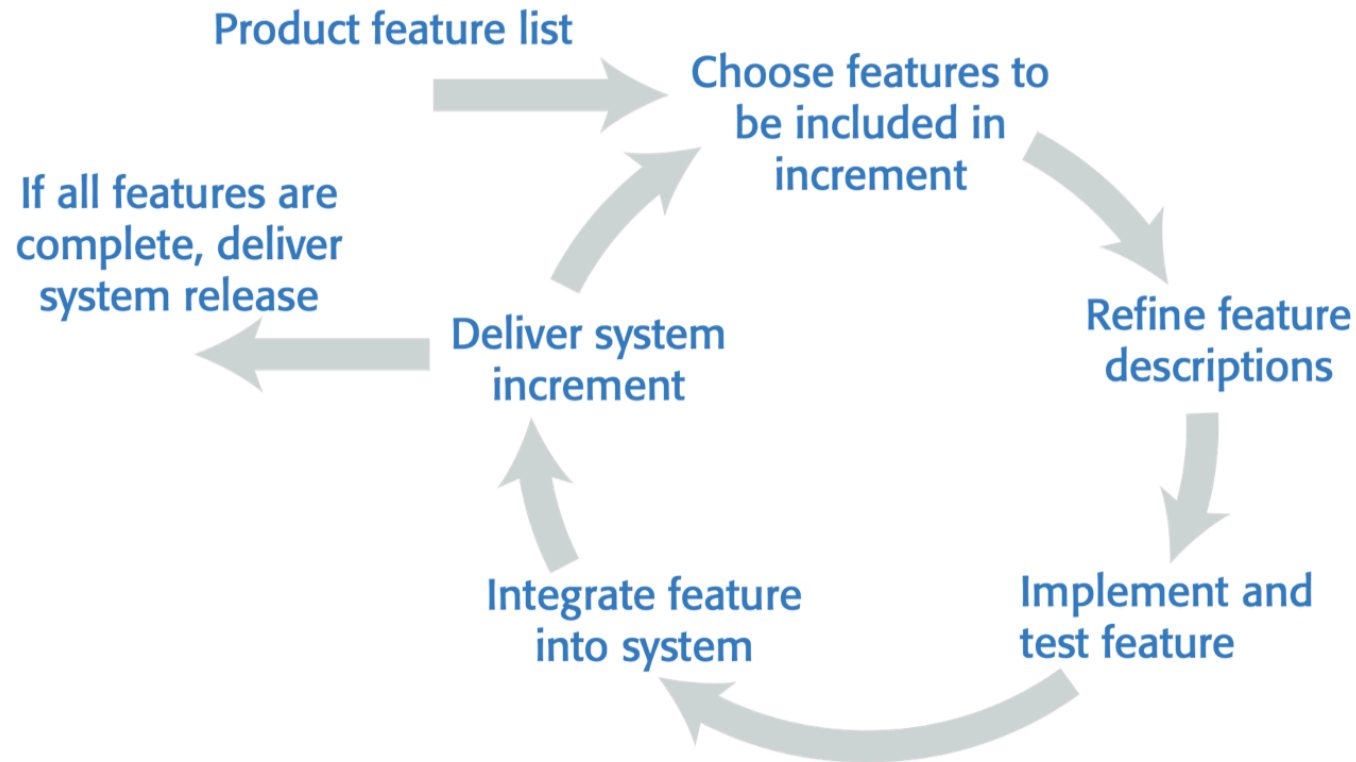 Product feature list
Choose features to
be included in
increment
If all features are
complete, deliver
system release
Deliver system
increment
Refine feature
descriptions
Integrate feature
into system
Implement and
test feature